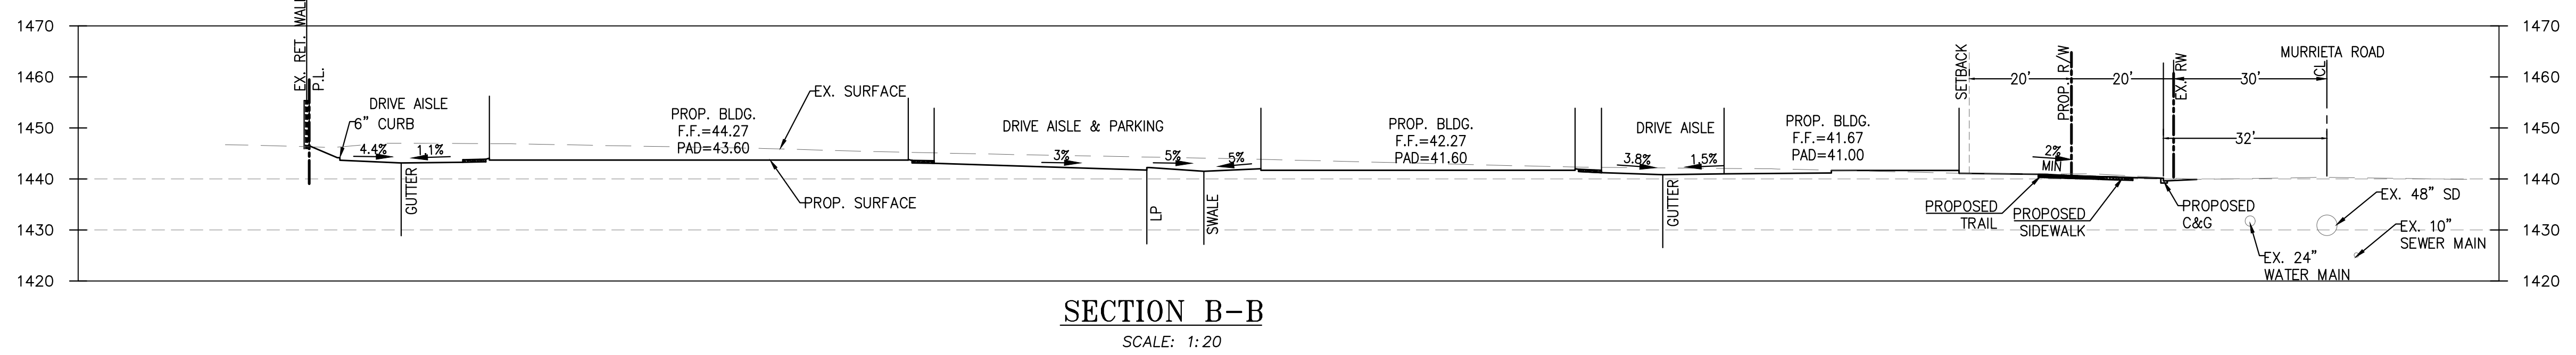 1470
1460
1450
1440
1430
1420
EX. RET. WALL
P.L.
DRIVE AISLE
6" CURB
4.4%
1.1%
GUTTER
PROP. BLDG.
F.F.=44.27
PAD=43.60
EX. SURFACE
PROP. SURFACE
DRIVE AISLE & PARKING
3%
5%
5%
LP
SWALE
PROP. BLDG.
F.F.=42.27
PAD=41.60
DRIVE AISLE
3.8%
1.5%
GUTTER
PROP. BLDG.
F.F.=41.67
PAD=41.00
SETBACK
20'
PROP. R/W
20'
EX. RW
30'
CL
MURRIETA ROAD
32'
2%
MIN
PROPOSED
TRAIL
PROPOSED
SIDEWALK
PROPOSED
C&G
EX. 24"
WATER MAIN
EX. 48" SD
EX. 10"
SEWER MAIN
1470
1460
1450
1440
1430
1420
SECTION B-B
SCALE: 1:20